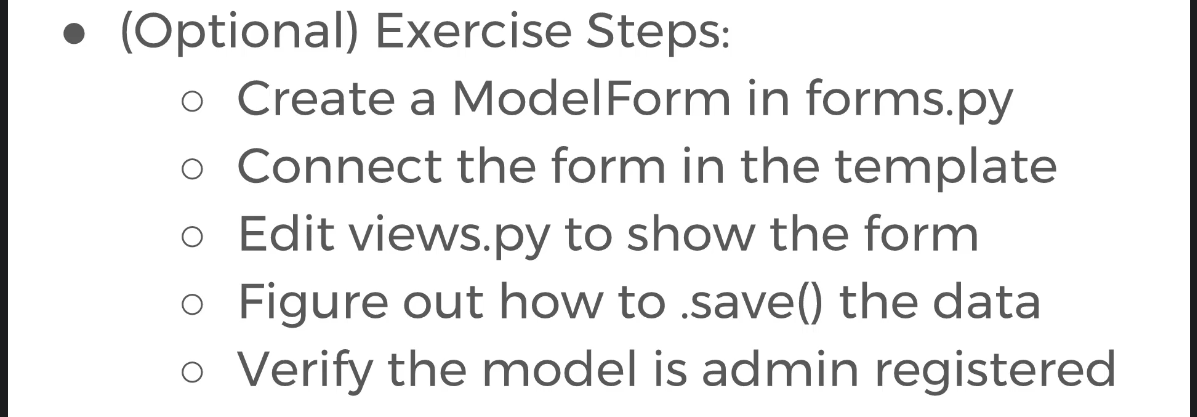 ● (Optional) Exercise Steps:
○ Create a ModelForm in forms.py
○ Connect the form in the template
○ Edit views.py to show the form
○ Figure out how to .save() the data
○ Verify the model is admin registered